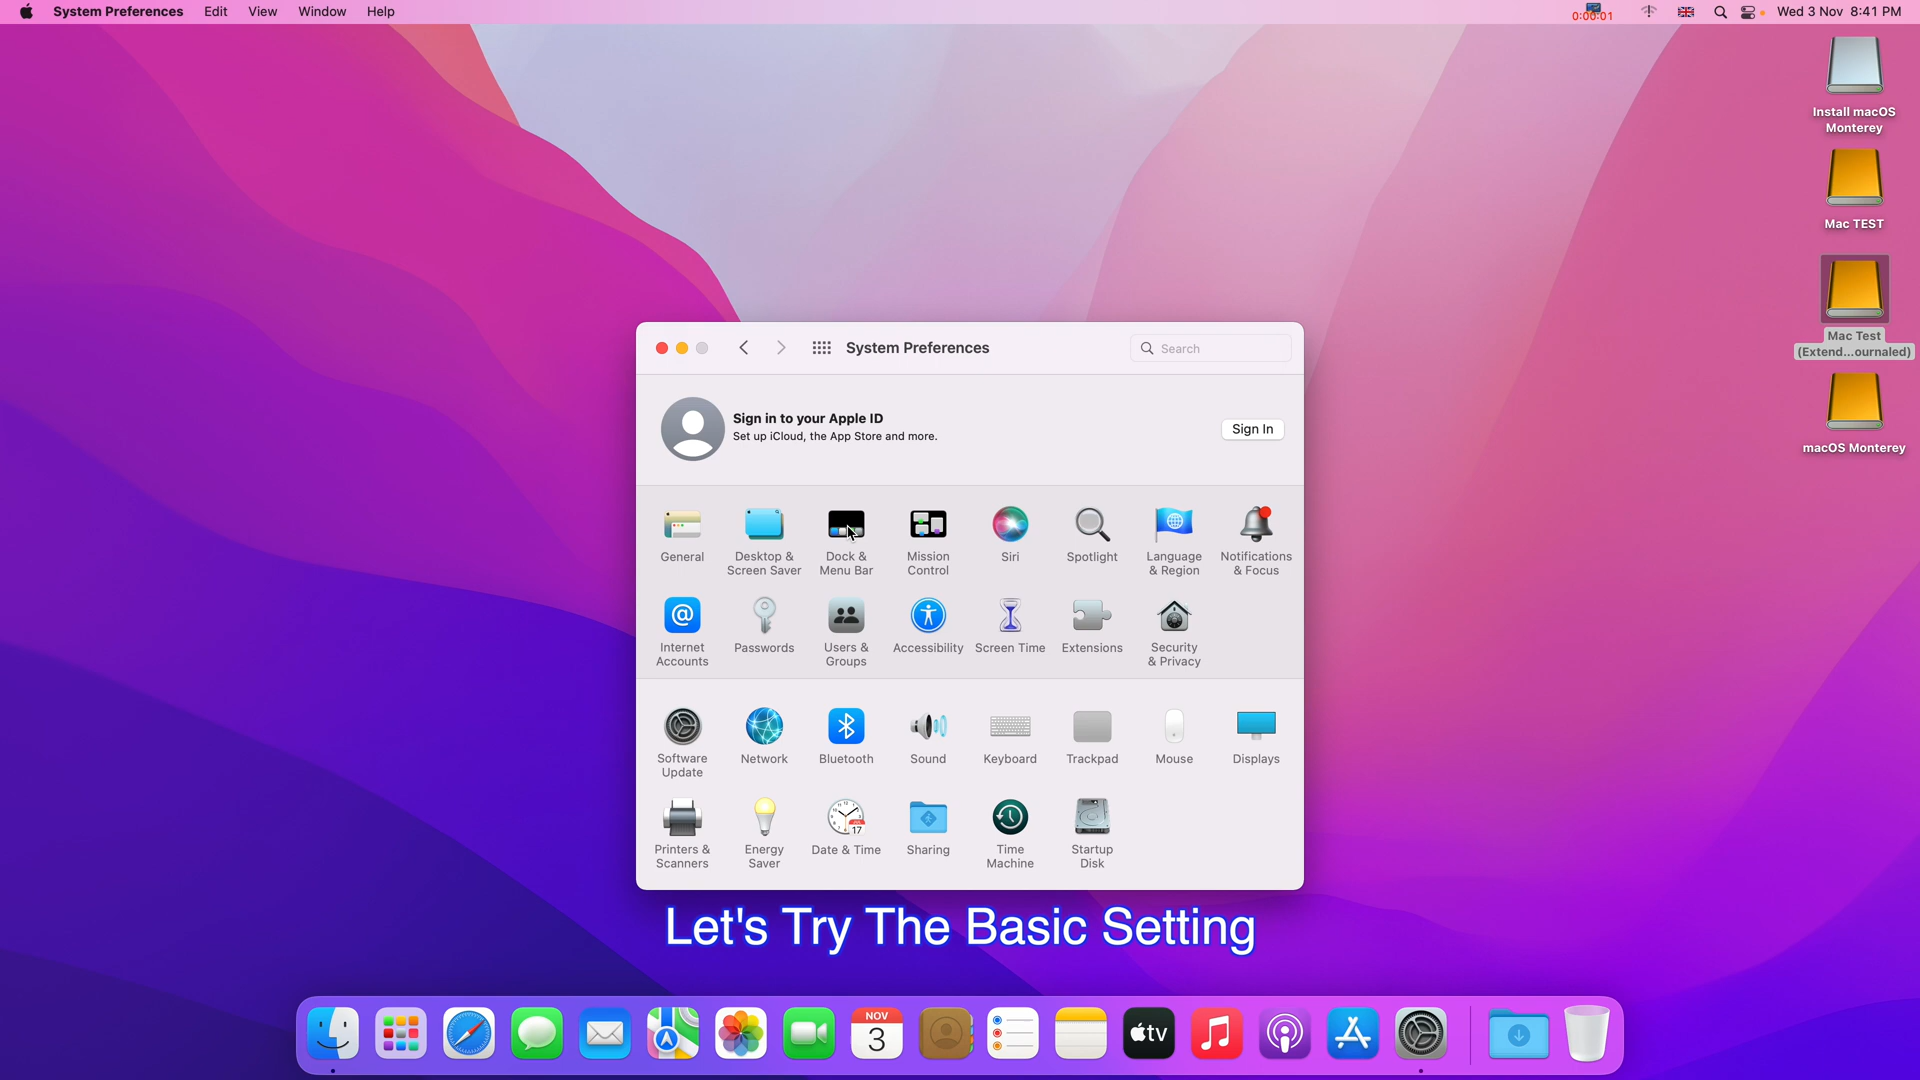 System Preferences Edit View Window Help
0:00:01 Wed 3 Nov 8:41 PM
Install macOS
Monterey
Mac TEST
Mac Test
(Extend...ournaled)
macOS Monterey
System Preferences
Search
Sign in to your Apple ID
Set up iCloud, the App Store and more.
Sign In
General
Desktop &
Screen Saver
Dock &
Menu Bar
Mission
Control
Siri
Spotlight
Language
& Region
Notifications
& Focus
@
Internet
Accounts
Passwords
Users &
Groups
Accessibility
Screen Time
Extensions
Security
& Privacy
Software
Update
Network
Bluetooth
Sound
Keyboard
Trackpad
Mouse
Displays
Printers &
Scanners
Energy
Saver
17
Date & Time
Sharing
Time
Machine
Startup
Disk
Let's Try The Basic Setting
NOV
3
tv